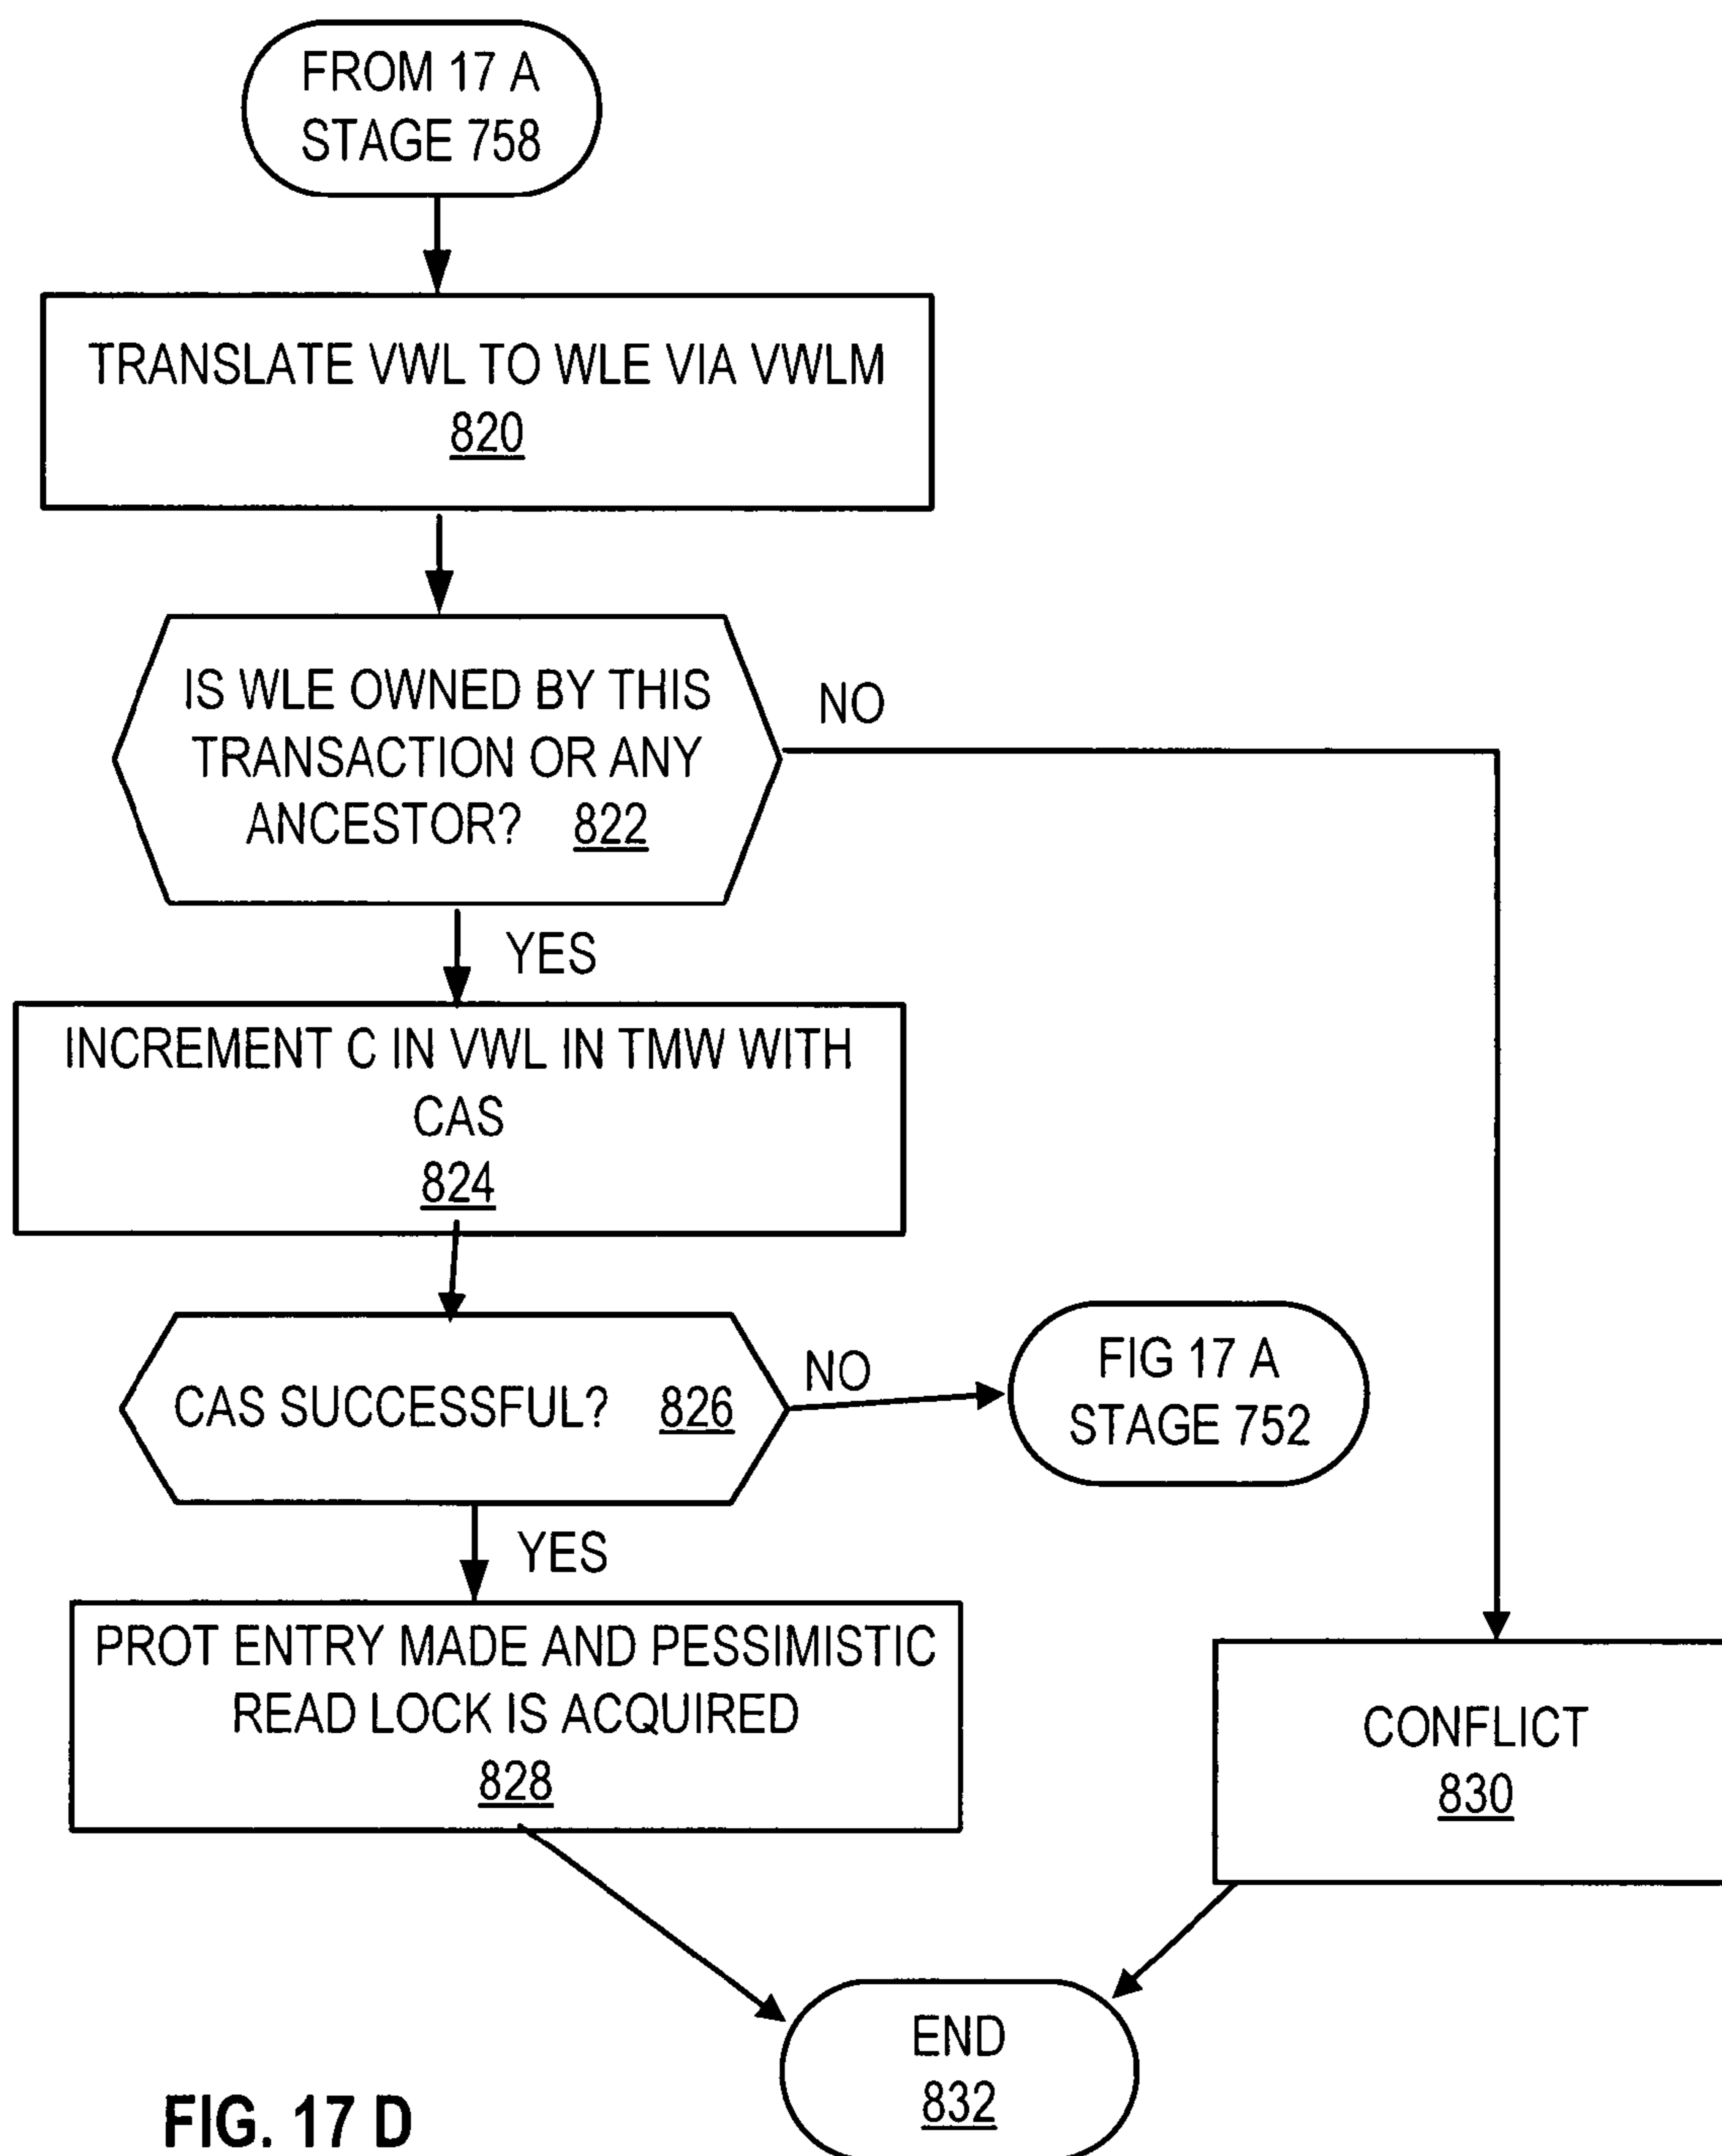 FROM 17 A
STAGE 758
TRANSLATE VWL TO WLE VIA VWLM
820
IS WLE OWNED BY THIS
TRANSACTION OR ANY
ANCESTOR? 822
NO
YES
INCREMENT C IN VWL IN TMW WITH
CAS
824
CAS SUCCESSFUL? 826
NO
FIG 17 A
STAGE 752
YES
PROT ENTRY MADE AND PESSIMISTIC
READ LOCK IS ACQUIRED
828
CONFLICT
830
END
832
FIG. 17 D